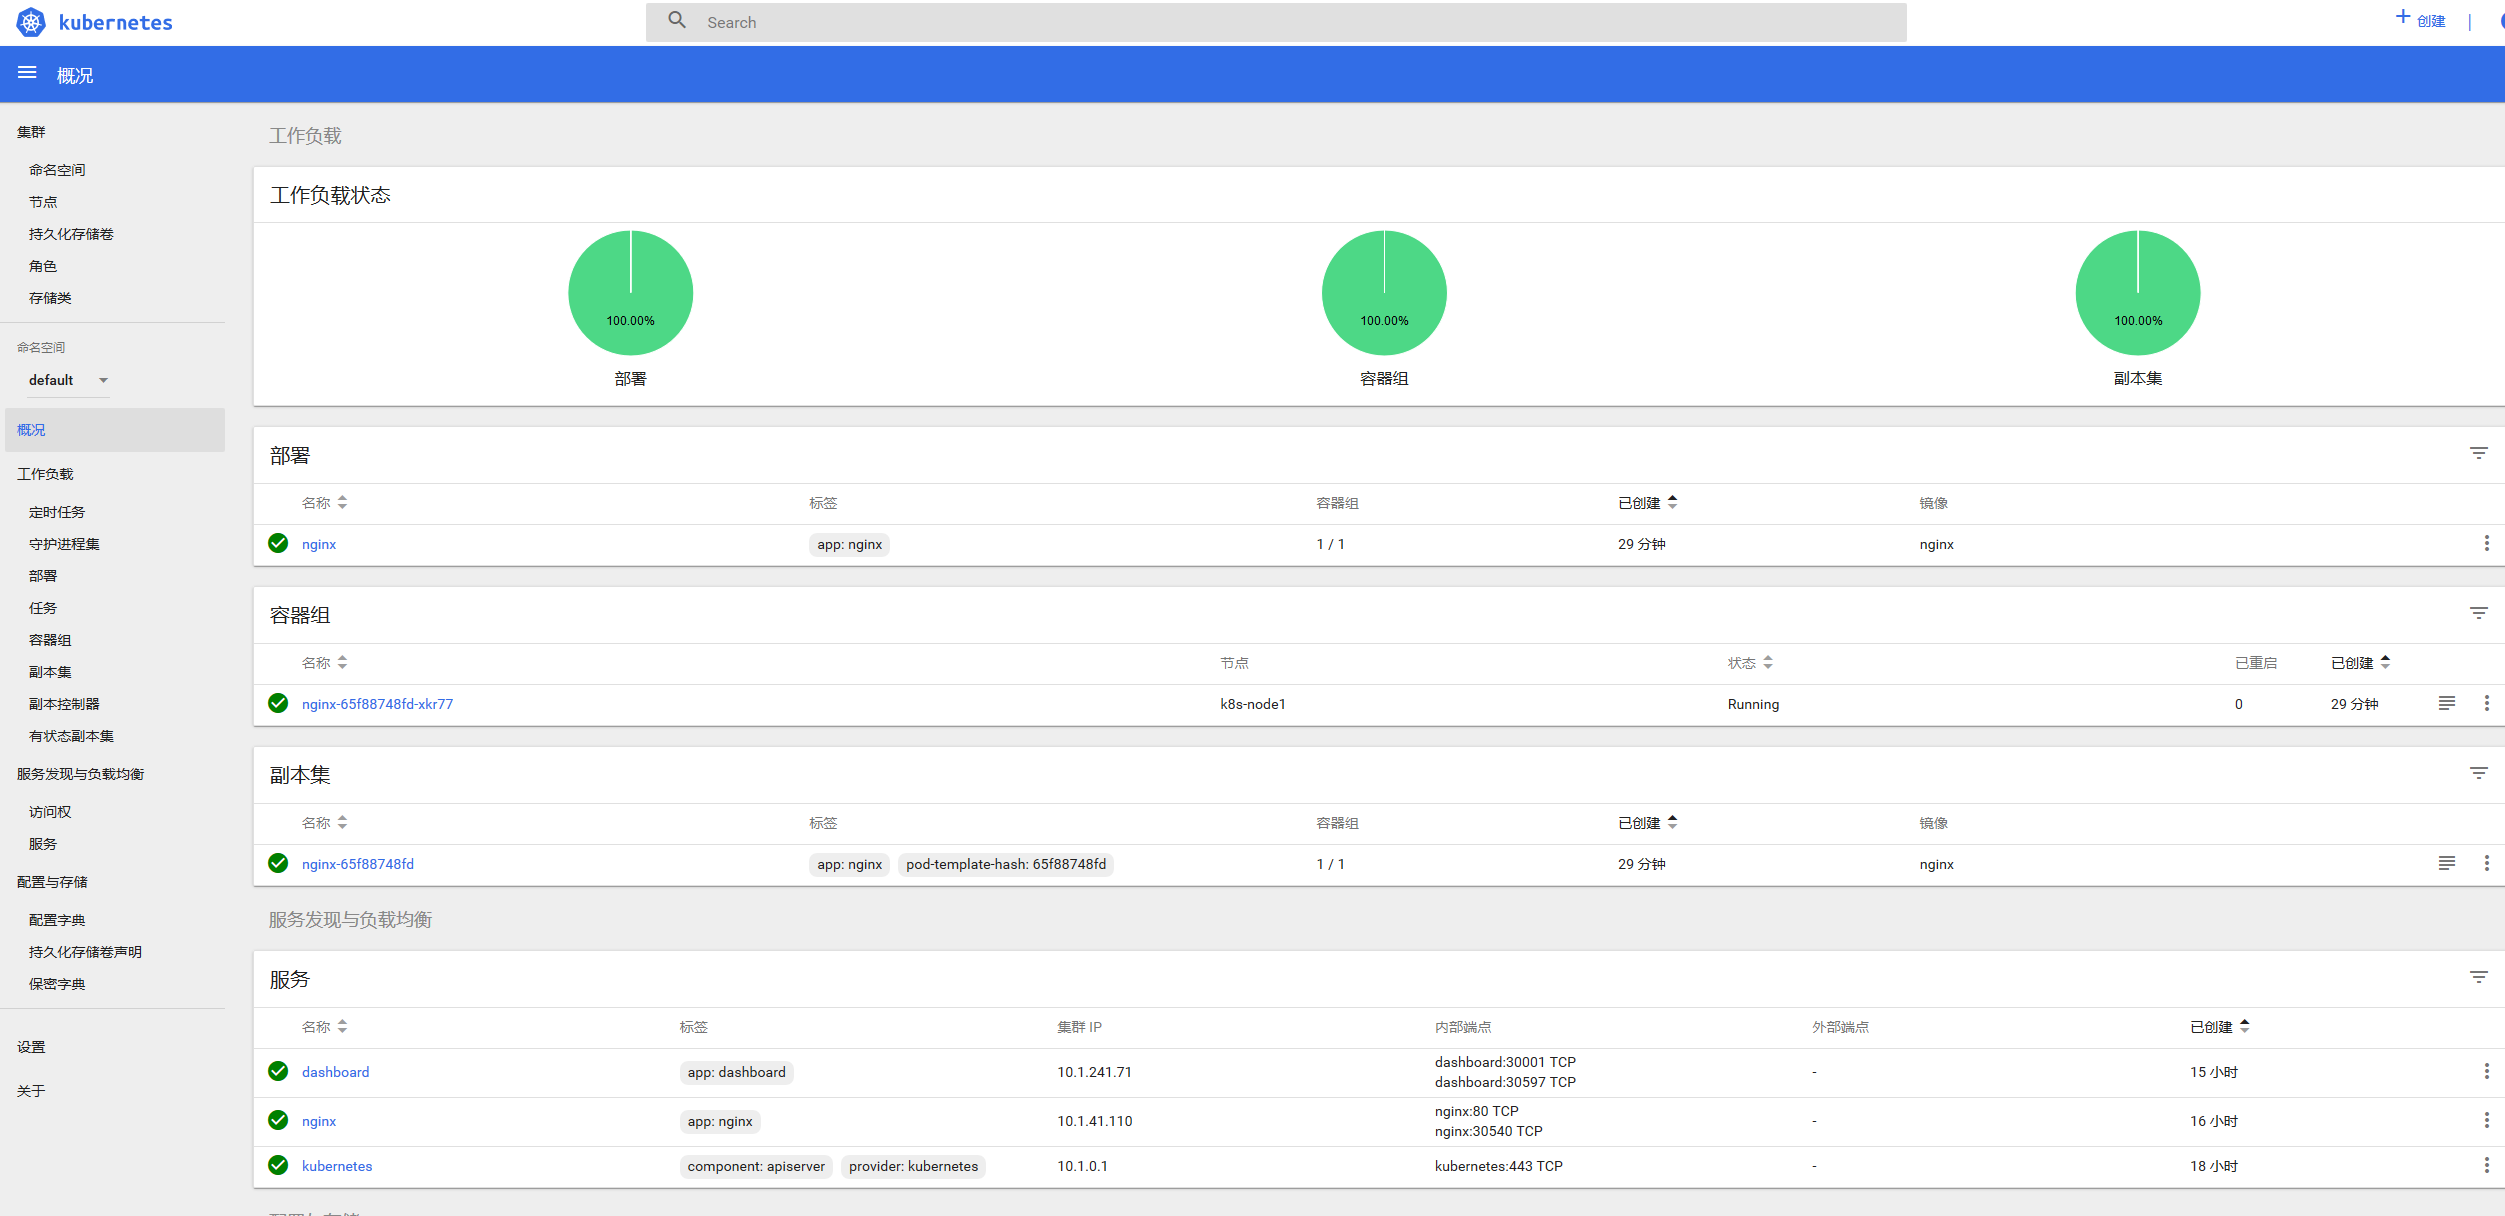 kubernetes
Search
+ 创建 |
概况
集群
命名空间
节点
持久化存储卷
角色
存储类
命名空间
default
概况
工作负载
定时任务
守护进程集
部署
任务
容器组
副本集
副本控制器
有状态副本集
服务发现与负载均衡
访问权
服务
配置与存储
配置字典
持久化存储卷声明
保密字典
设置
关于
工作负载
工作负载状态
100.00% 100.00% 100.00%
部署 容器组 副本集
部署
名称 标签 容器组 已创建 镜像
nginx app: nginx 1 / 1 29 分钟 nginx
容器组
名称 节点 状态 已重启 已创建
nginx-65f88748fd-xkr77 k8s-node1 Running 0 29 分钟
副本集
名称 标签 容器组 已创建 镜像
nginx-65f88748fd app: nginx pod-template-hash: 65f88748fd 1 / 1 29 分钟 nginx
服务发现与负载均衡
服务
名称 标签 集群 IP 内部端点 外部端点 已创建
dashboard app: dashboard 10.1.241.71 dashboard:30001 TCP - 15 小时
dashboard:30597 TCP
nginx app: nginx 10.1.41.110 nginx:80 TCP - 16 小时
nginx:30540 TCP
kubernetes component: apiserver provider: kubernetes 10.1.0.1 kubernetes:443 TCP - 18 小时